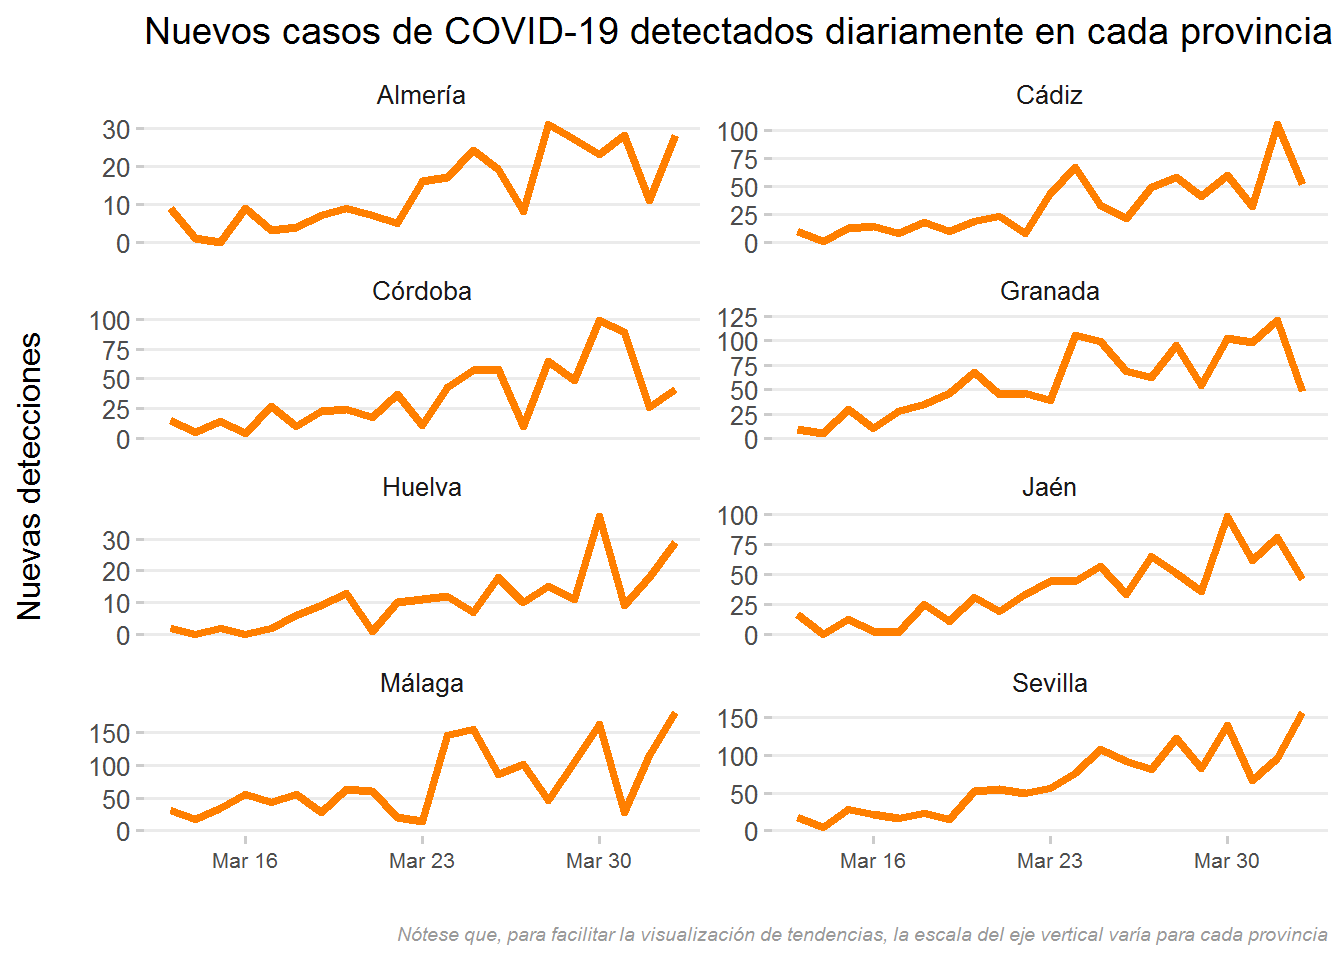 Nuevos casos de COVID-19 detectados diariamente en cada provincia
Nuevas detecciones
Almería
30
20
10
0
Cádiz
100
75
50
25
0
Córdoba
100
75
50
25
0
Granada
125
100
75
50
25
0
Huelva
30
20
10
0
Jaén
100
75
50
25
0
Málaga
150
100
50
0
Sevilla
150
100
50
0
Mar 16 Mar 23 Mar 30
Mar 16 Mar 23 Mar 30
Nótese que, para facilitar la visualización de tendencias, la escala del eje vertical varía para cada provincia